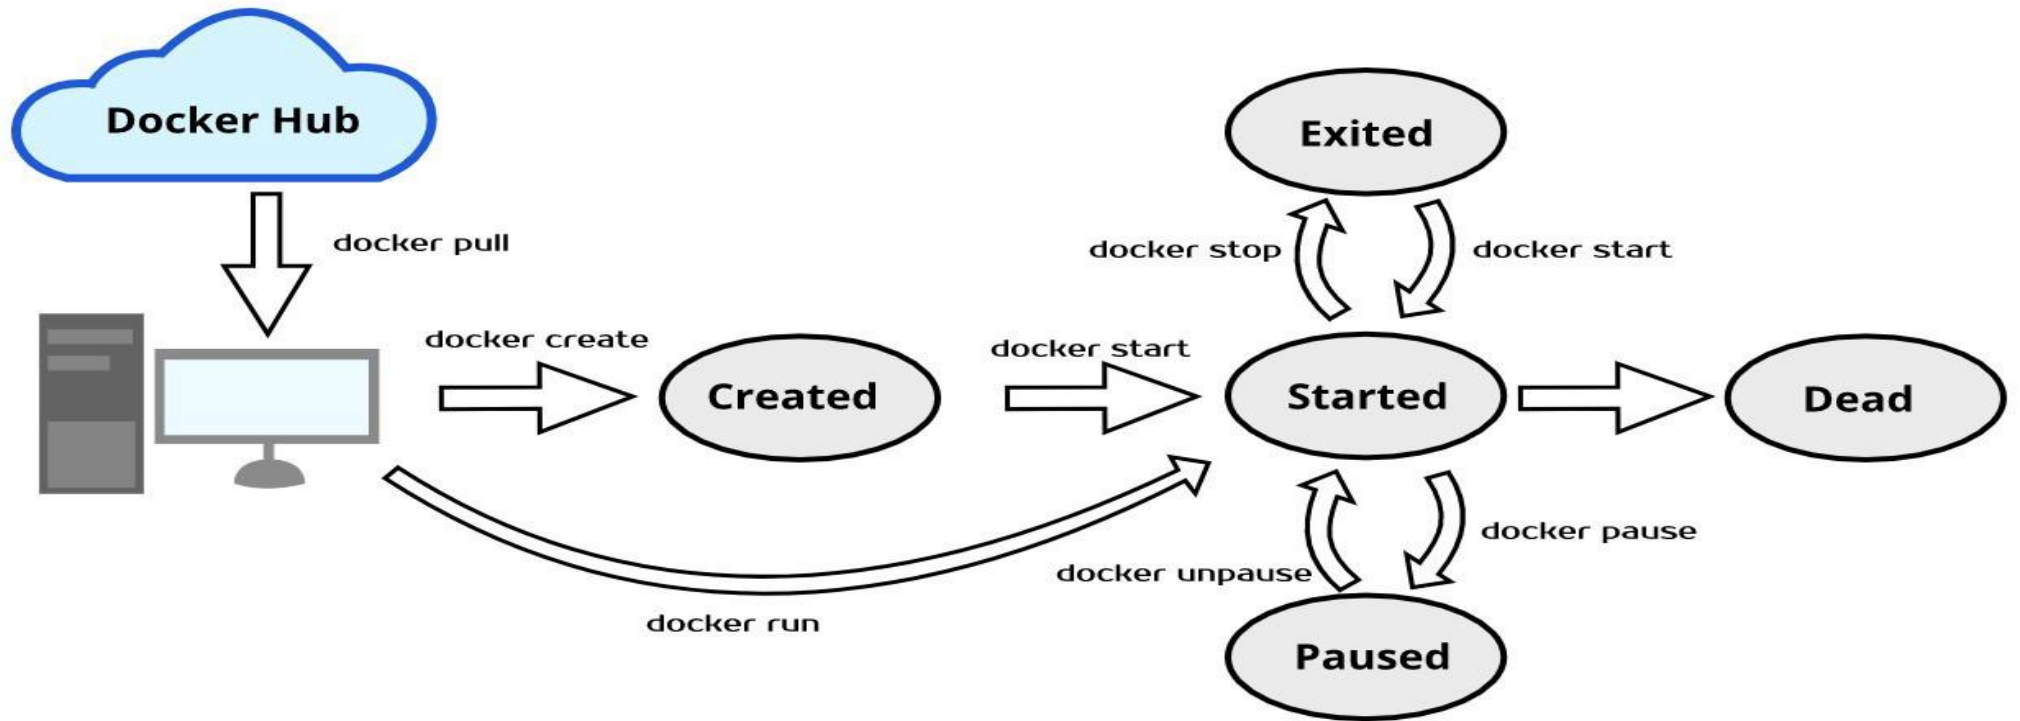 Docker Hub
docker pull
Exited
docker stop
docker start
docker create
Created
docker start
Started
Dead
docker run
docker unpause
docker pause
Paused